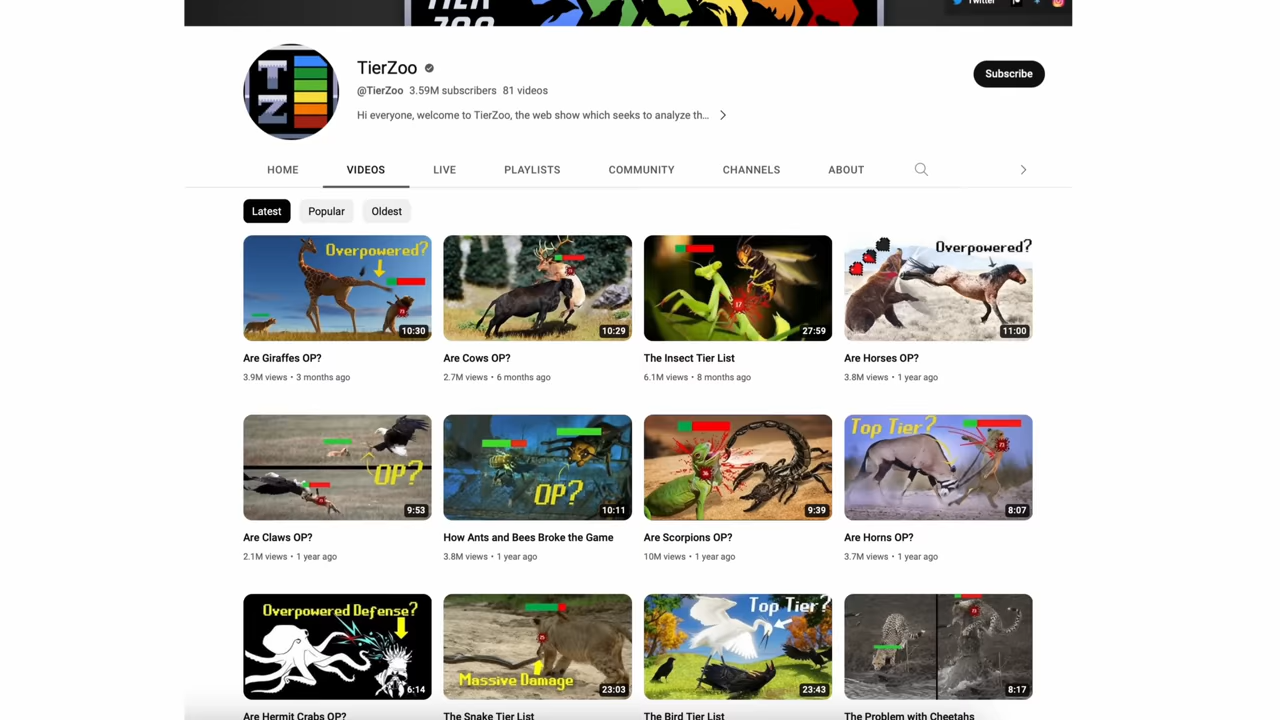 TIER
ZOO
Twitter
TZ
TierZoo
@TierZoo 3.59M subscribers 81 videos
Hi everyone, welcome to TierZoo, the web show which seeks to analyze th...
Subscribe
HOME VIDEOS LIVE PLAYLISTS COMMUNITY CHANNELS ABOUT
Latest Popular Oldest
Overpowered?
10:30
10:29
17
27:59
Overpowered?
11:00
Are Giraffes OP? Are Cows OP? The Insect Tier List Are Horses OP?
3.9M views • 3 months ago 2.7M views • 6 months ago 6.1M views • 8 months ago 3.8M views • 1 year ago
OP?
9:53
OP?
10:11
9:39
Top Tier?
8:07
Are Claws OP? How Ants and Bees Broke the Game Are Scorpions OP? Are Horns OP?
2.1M views • 1 year ago 3.8M views • 1 year ago 10M views • 1 year ago 3.7M views • 1 year ago
Overpowered Defense?
6:14
Massive Damage
23:03
Top Tier?
23:43
8:17
Are Hermit Crabs OP? The Snake Tier List The Bird Tier List The Problem with Cheetahs